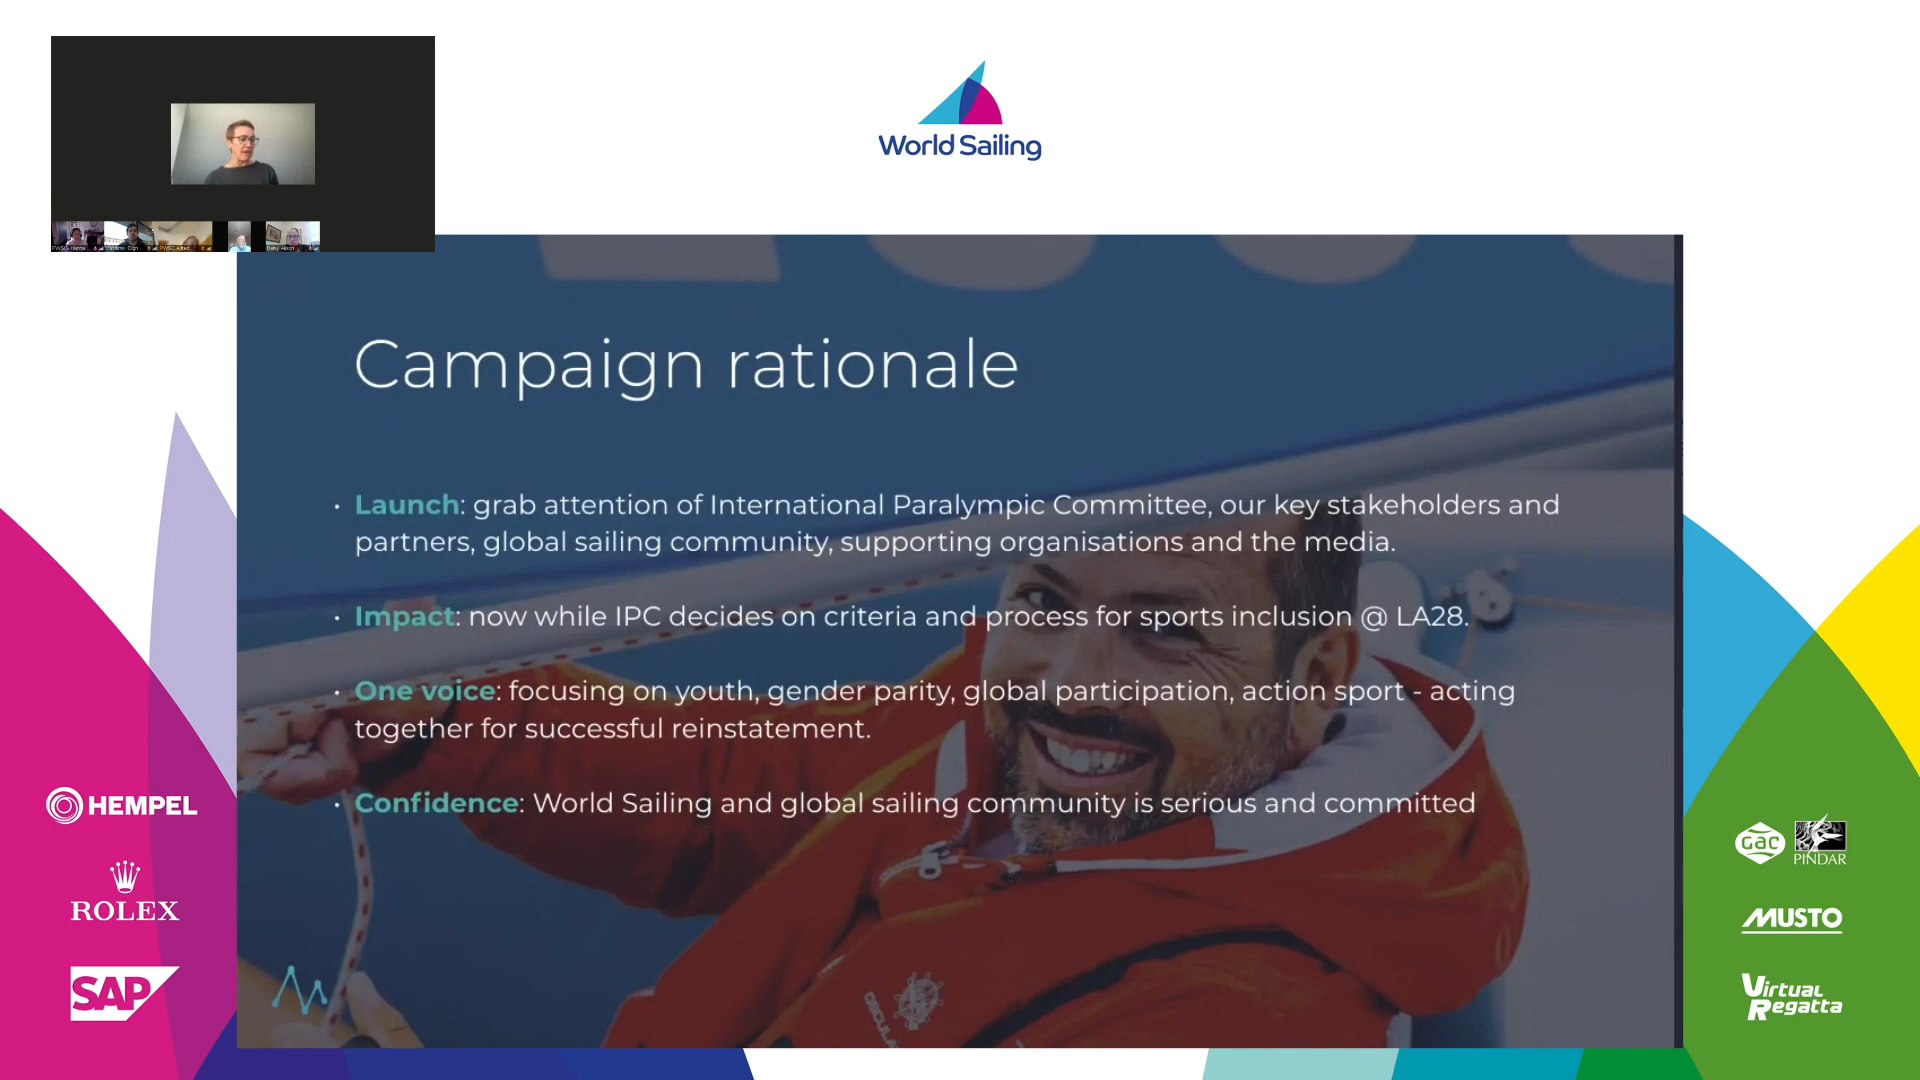 World Sailing
Betsy Alison
Campaign rationale
• Launch: grab attention of International Paralympic Committee, our key stakeholders and
partners, global sailing community, supporting organisations and the media.
• Impact: now while IPC decides on criteria and process for sports inclusion @ LA28.
• One voice: focusing on youth, gender parity, global participation, action sport - acting
together for successful reinstatement.
• Confidence: World Sailing and global sailing community is serious and committed
HEMPEL
ROLEX
SAP
GAC
PINDAR
MUSTO
Virtual
Regatta